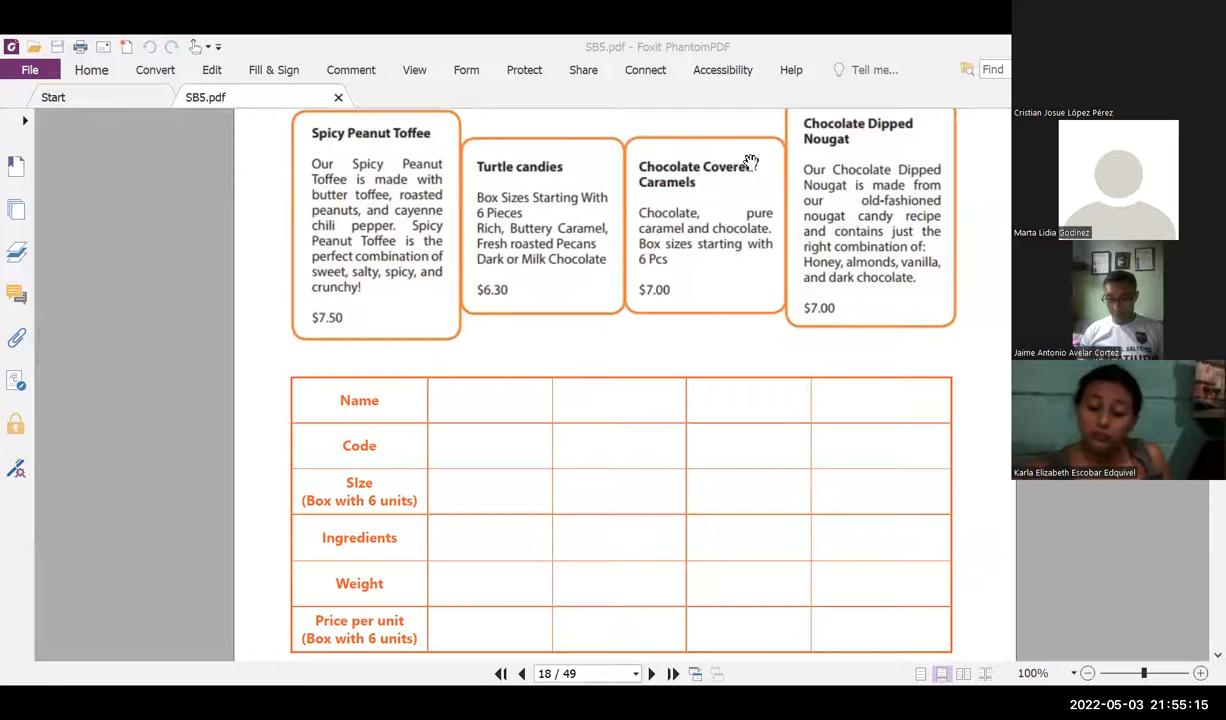 SB5.pdf - Foxit PhantomPDF
File
Home
Convert
Edit
Fill & Sign
Comment
View
Form
Protect
Share
Connect
Accessibility
Help
Tell me...
Find
Start
SB5.pdf
Spicy Peanut Toffee
Our Spicy Peanut
Toffee is made with
butter toffee, roasted
peanuts, and cayenne
chili pepper. Spicy
Peanut Toffee is the
perfect combination of
sweet, salty, spicy, and
crunchy!
$7.50
Turtle candies
Box Sizes Starting With
6 Pieces
Rich, Buttery Caramel,
Fresh roasted Pecans
Dark or Milk Chocolate
$6.30
Chocolate Covered
Caramels
Chocolate, pure
caramel and chocolate.
Box sizes starting with
6 Pcs
$7.00
Chocolate Dipped
Nougat
Our Chocolate Dipped
Nougat is made from
our old-fashioned
nougat candy recipe
and contains just the
right combination of:
Honey, almonds, vanilla,
and dark chocolate.
$7.00
Name
Code
SIze
(Box with 6 units)
Ingredients
Weight
Price per unit
(Box with 6 units)
18 / 49
100%
Cristian Josue López Pérez
Marta Lidia Godinez
Jaime Antonio Avelar Cortez
Karla Elizabeth Escobar Edquivel
2022-05-03 21:55:15